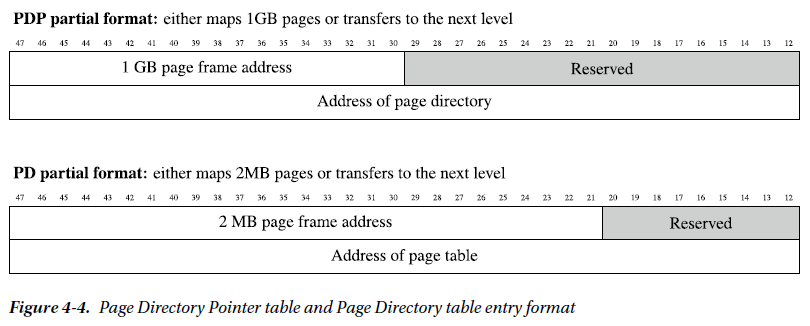 PDP partial format: either maps 1GB pages or transfers to the next level
47 46 45 44 43 42 41 40 39 38 37 36 35 34 33 32 31 30 29 28 27 26 25 24 23 22 21 20 19 18 17 16 15 14 13 12
1 GB page frame address Reserved
Address of page directory
PD partial format: either maps 2MB pages or transfers to the next level
47 46 45 44 43 42 41 40 39 38 37 36 35 34 33 32 31 30 29 28 27 26 25 24 23 22 21 20 19 18 17 16 15 14 13 12
2 MB page frame address Reserved
Address of page table
Figure 4-4. Page Directory Pointer table and Page Directory table entry format